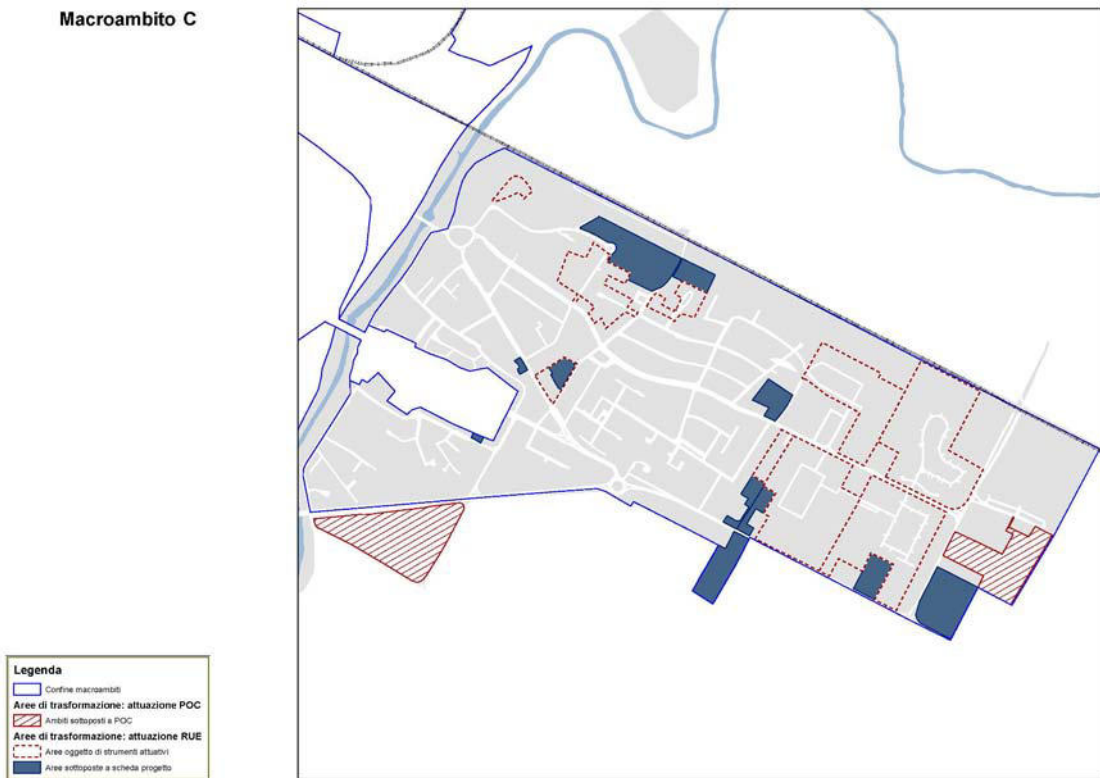 Macroambito C
Legenda
Confine macroambiti
Aree di trasformazione: attuazione POC
Ambiti sottoposti a POC
Aree di trasformazione: attuazione RUE
Aree oggetto di strumenti attuativi
Aree sottoposte a scheda progetto